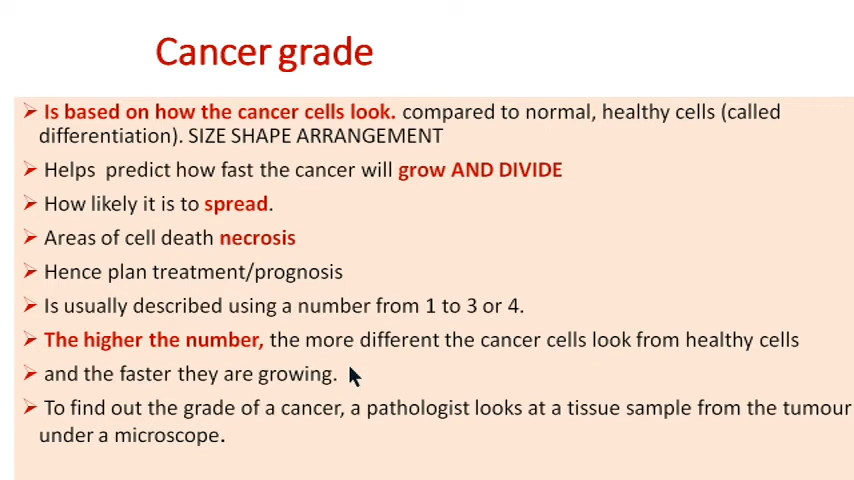 Cancer grade
➢ Is based on how the cancer cells look. compared to normal, healthy cells (called
differentiation). SIZE SHAPE ARRANGEMENT
➢ Helps predict how fast the cancer will grow AND DIVIDE
➢ How likely it is to spread.
➢ Areas of cell death necrosis
➢ Hence plan treatment/prognosis
➢ Is usually described using a number from 1 to 3 or 4.
➢ The higher the number, the more different the cancer cells look from healthy cells
➢ and the faster they are growing.
➢ To find out the grade of a cancer, a pathologist looks at a tissue sample from the tumour
under a microscope.